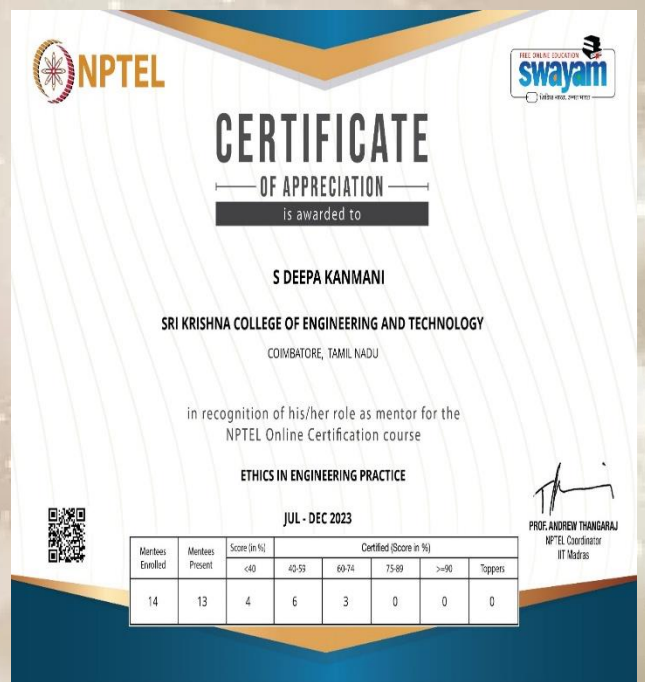 NPTEL
FREE ONLINE EDUCATION
swayam
शिक्षित भारत, उन्नत भारत
CERTIFICATE
OF APPRECIATION
is awarded to
S DEEPA KANMANI
SRI KRISHNA COLLEGE OF ENGINEERING AND TECHNOLOGY
COIMBATORE, TAMIL NADU
in recognition of his/her role as mentor for the
NPTEL Online Certification course
ETHICS IN ENGINEERING PRACTICE
JUL - DEC 2023
PROF. ANDREW THANGARAJ
NPTEL Coordinator
IIT Madras
Mentees Enrolled Mentees Present Score (in %) Certified (Score in %)
<40 40-59 60-74 75-89 >=90 Toppers
14 13 4 6 3 0 0 0